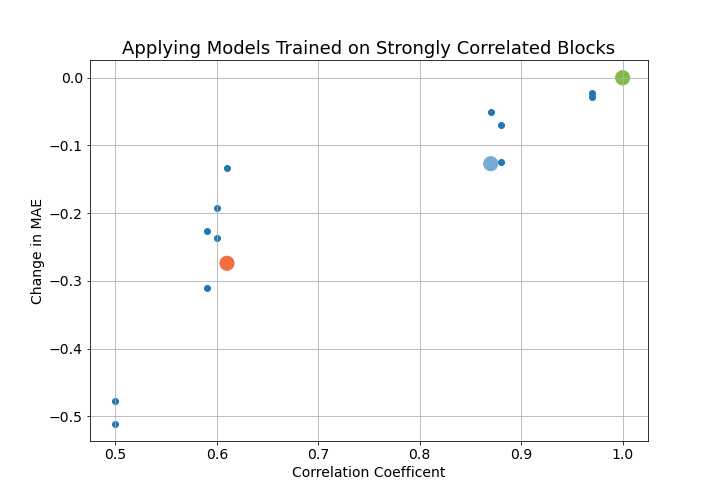 Applying Models Trained on Strongly Correlated Blocks
0.0
−0.1
−0.2
−0.3
−0.4
−0.5
Change in MAE
0.5 0.6 0.7 0.8 0.9 1.0
Correlation Coefficent